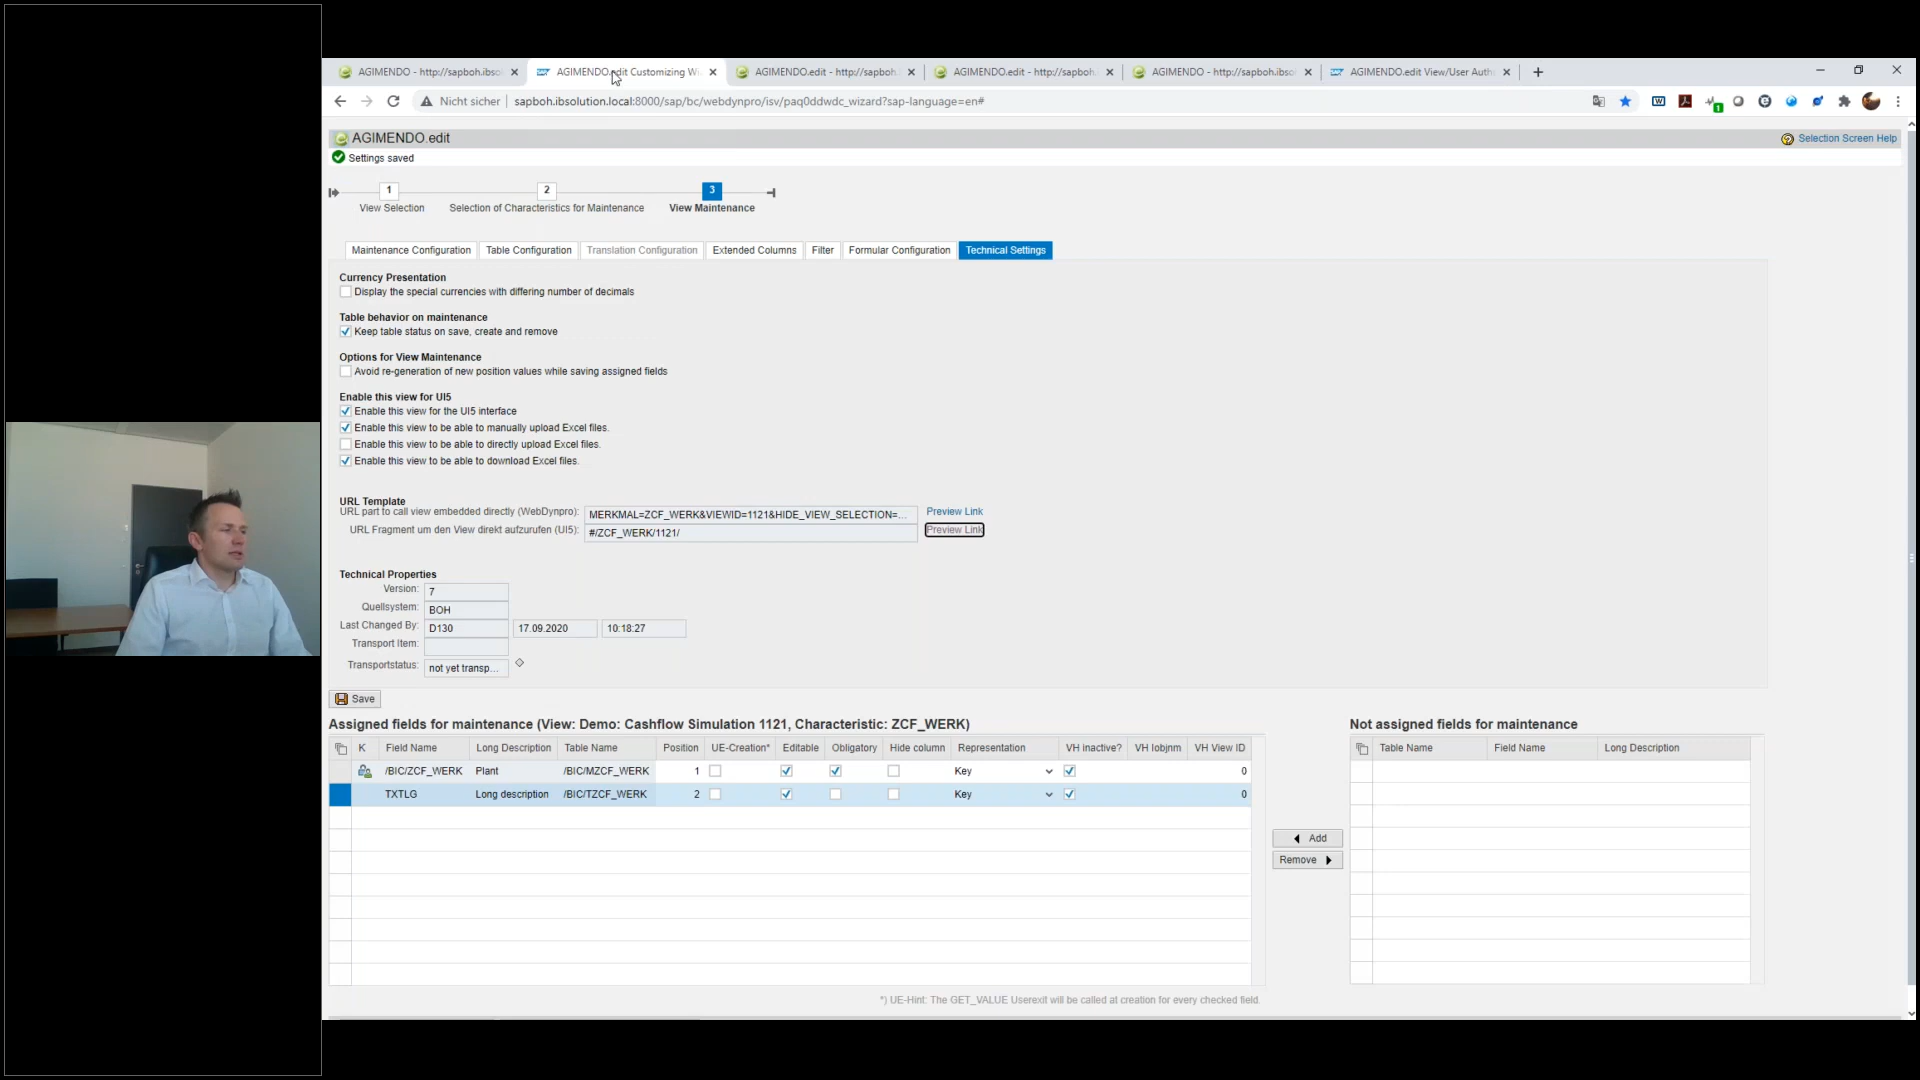 AGIMENDO - http://sapboh.ibso
AGIMENDO.edit Customizing Wi
AGIMENDO.edit - http://sapboh.
AGIMENDO.edit - http://sapboh.
AGIMENDO - http://sapboh.ibso
AGIMENDO.edit View/User Auth
Nicht sicher
sapboh.ibsolution.local:8000/sap/bc/webdynpro/isv/paq0ddwdc_wizard?sap-language=en#
AGIMENDO.edit
Selection Screen Help
Settings saved
1
2
3
View Selection
Selection of Characteristics for Maintenance
View Maintenance
Maintenance Configuration
Table Configuration
Translation Configuration
Extended Columns
Filter
Formular Configuration
Technical Settings
Currency Presentation
Display the special currencies with differing number of decimals
Table behavior on maintenance
Keep table status on save, create and remove
Options for View Maintenance
Avoid re-generation of new position values while saving assigned fields
Enable this view for UI5
Enable this view for the UI5 interface
Enable this view to be able to manually upload Excel files.
Enable this view to be able to directly upload Excel files.
Enable this view to be able to download Excel files.
URL Template
URL part to call view embedded directly (WebDynpro): MERKMAL=ZCF_WERK&VIEWID=1121&HIDE_VIEW_SELECTION=... Preview Link
URL Fragment um den View direkt aufzurufen (UI5): #/ZCF_WERK/1121/ Preview Link
Technical Properties
Version: 7
Quellsystem: BOH
Last Changed By: D130 17.09.2020 10:18:27
Transport Item:
Transportstatus: not yet transp...
Save
Assigned fields for maintenance (View: Demo: Cashflow Simulation 1121, Characteristic: ZCF_WERK)
K Field Name Long Description Table Name Position UE-Creation* Editable Obligatory Hide column Representation VH inactive? VH Iobjnm VH View ID
/BIC/ZCF_WERK Plant /BIC/MZCF_WERK 1 Key 0
TXTLG Long description /BIC/TZCF_WERK 2 Key 0
Add
Remove
Not assigned fields for maintenance
Table Name Field Name Long Description
*) UE-Hint: The GET_VALUE Userexit will be called at creation for every checked field.